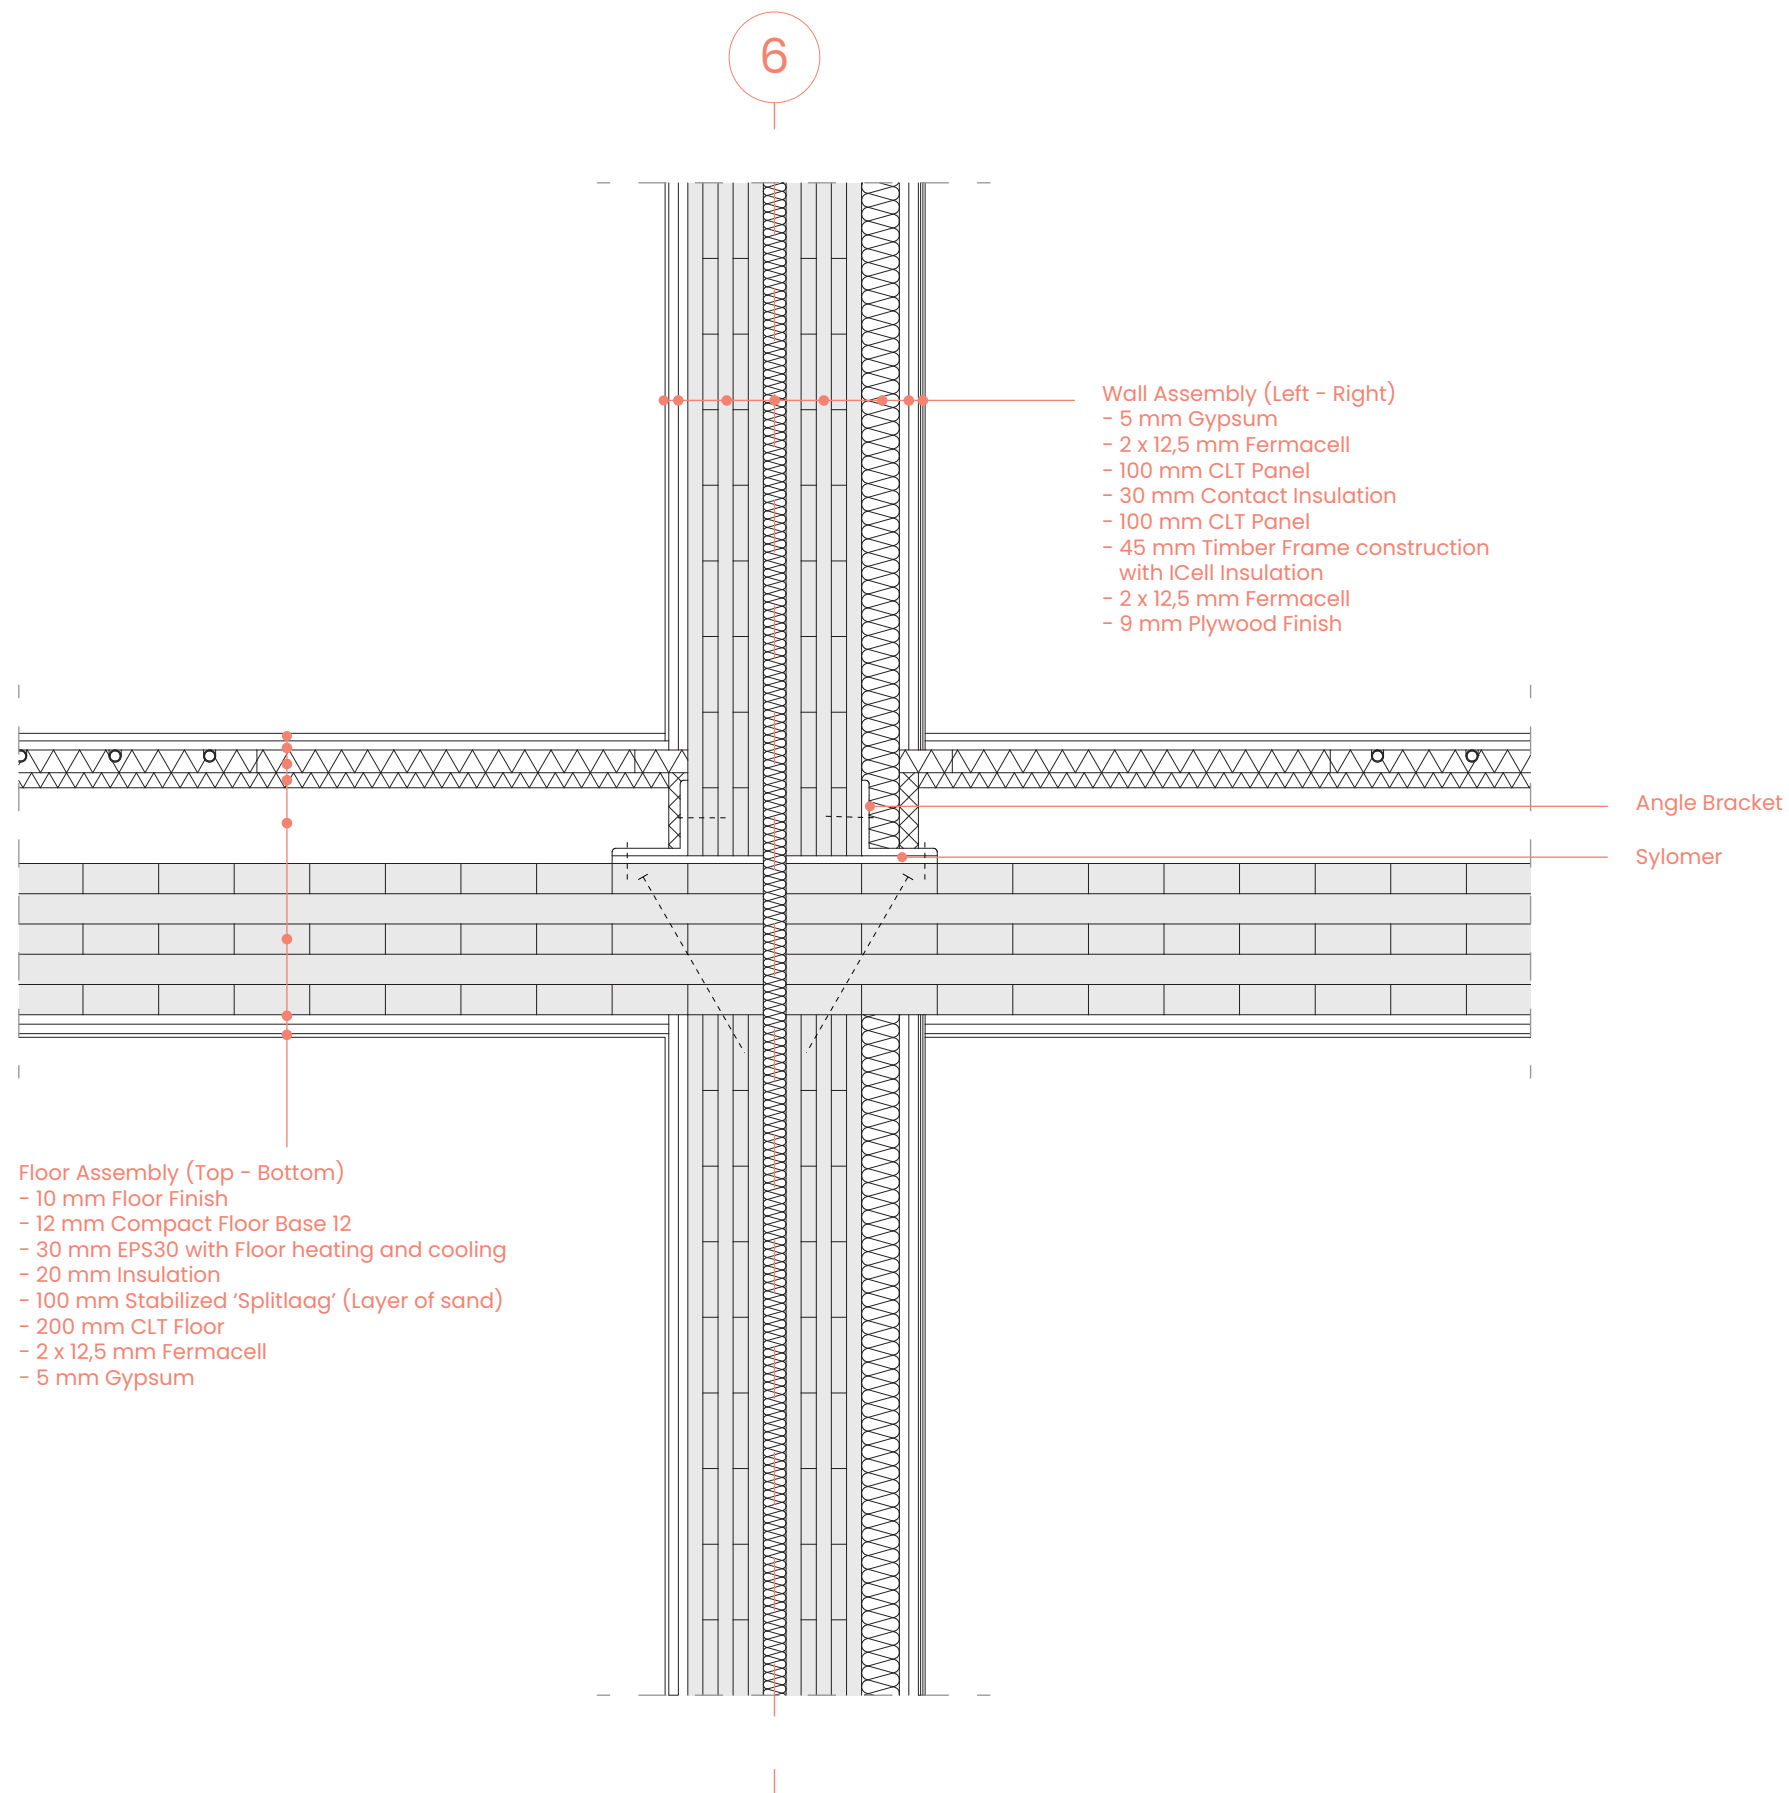 6
Wall Assembly (Left - Right)
- 5 mm Gypsum
- 2 x 12,5 mm Fermacell
- 100 mm CLT Panel
- 30 mm Contact Insulation
- 100 mm CLT Panel
- 45 mm Timber Frame construction
with ICell Insulation
- 2 x 12,5 mm Fermacell
- 9 mm Plywood Finish
Angle Bracket
Sylomer
Floor Assembly (Top - Bottom)
- 10 mm Floor Finish
- 12 mm Compact Floor Base 12
- 30 mm EPS30 with Floor heating and cooling
- 20 mm Insulation
- 100 mm Stabilized ‘Splitlaag’ (Layer of sand)
- 200 mm CLT Floor
- 2 x 12,5 mm Fermacell
- 5 mm Gypsum